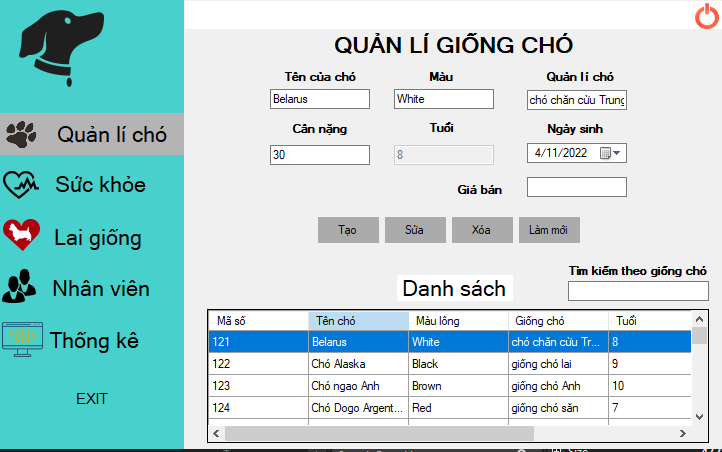 QUẢN LÍ GIỐNG CHÓ
Tên của chó Màu Quản lí chó
Belarus White chó chăn cừu Trung
Cân nặng Tuổi Ngày sinh
30 8 4/11/2022
Giá bán
Tạo Sửa Xóa Làm mới
Quản lí chó
Sức khỏe
Lai giống
Nhân viên
Thống kê
EXIT
Tìm kiếm theo giống chó
Danh sách
Mã số Tên chó Màu lông Giống chó Tuổi
121 Belarus White chó chăn cừu Tr... 8
122 Chó Alaska Black giống chó lai 9
123 Chó ngao Anh Brown giống chó Anh 10
124 Chó Dogo Argent... Red giống chó săn 7